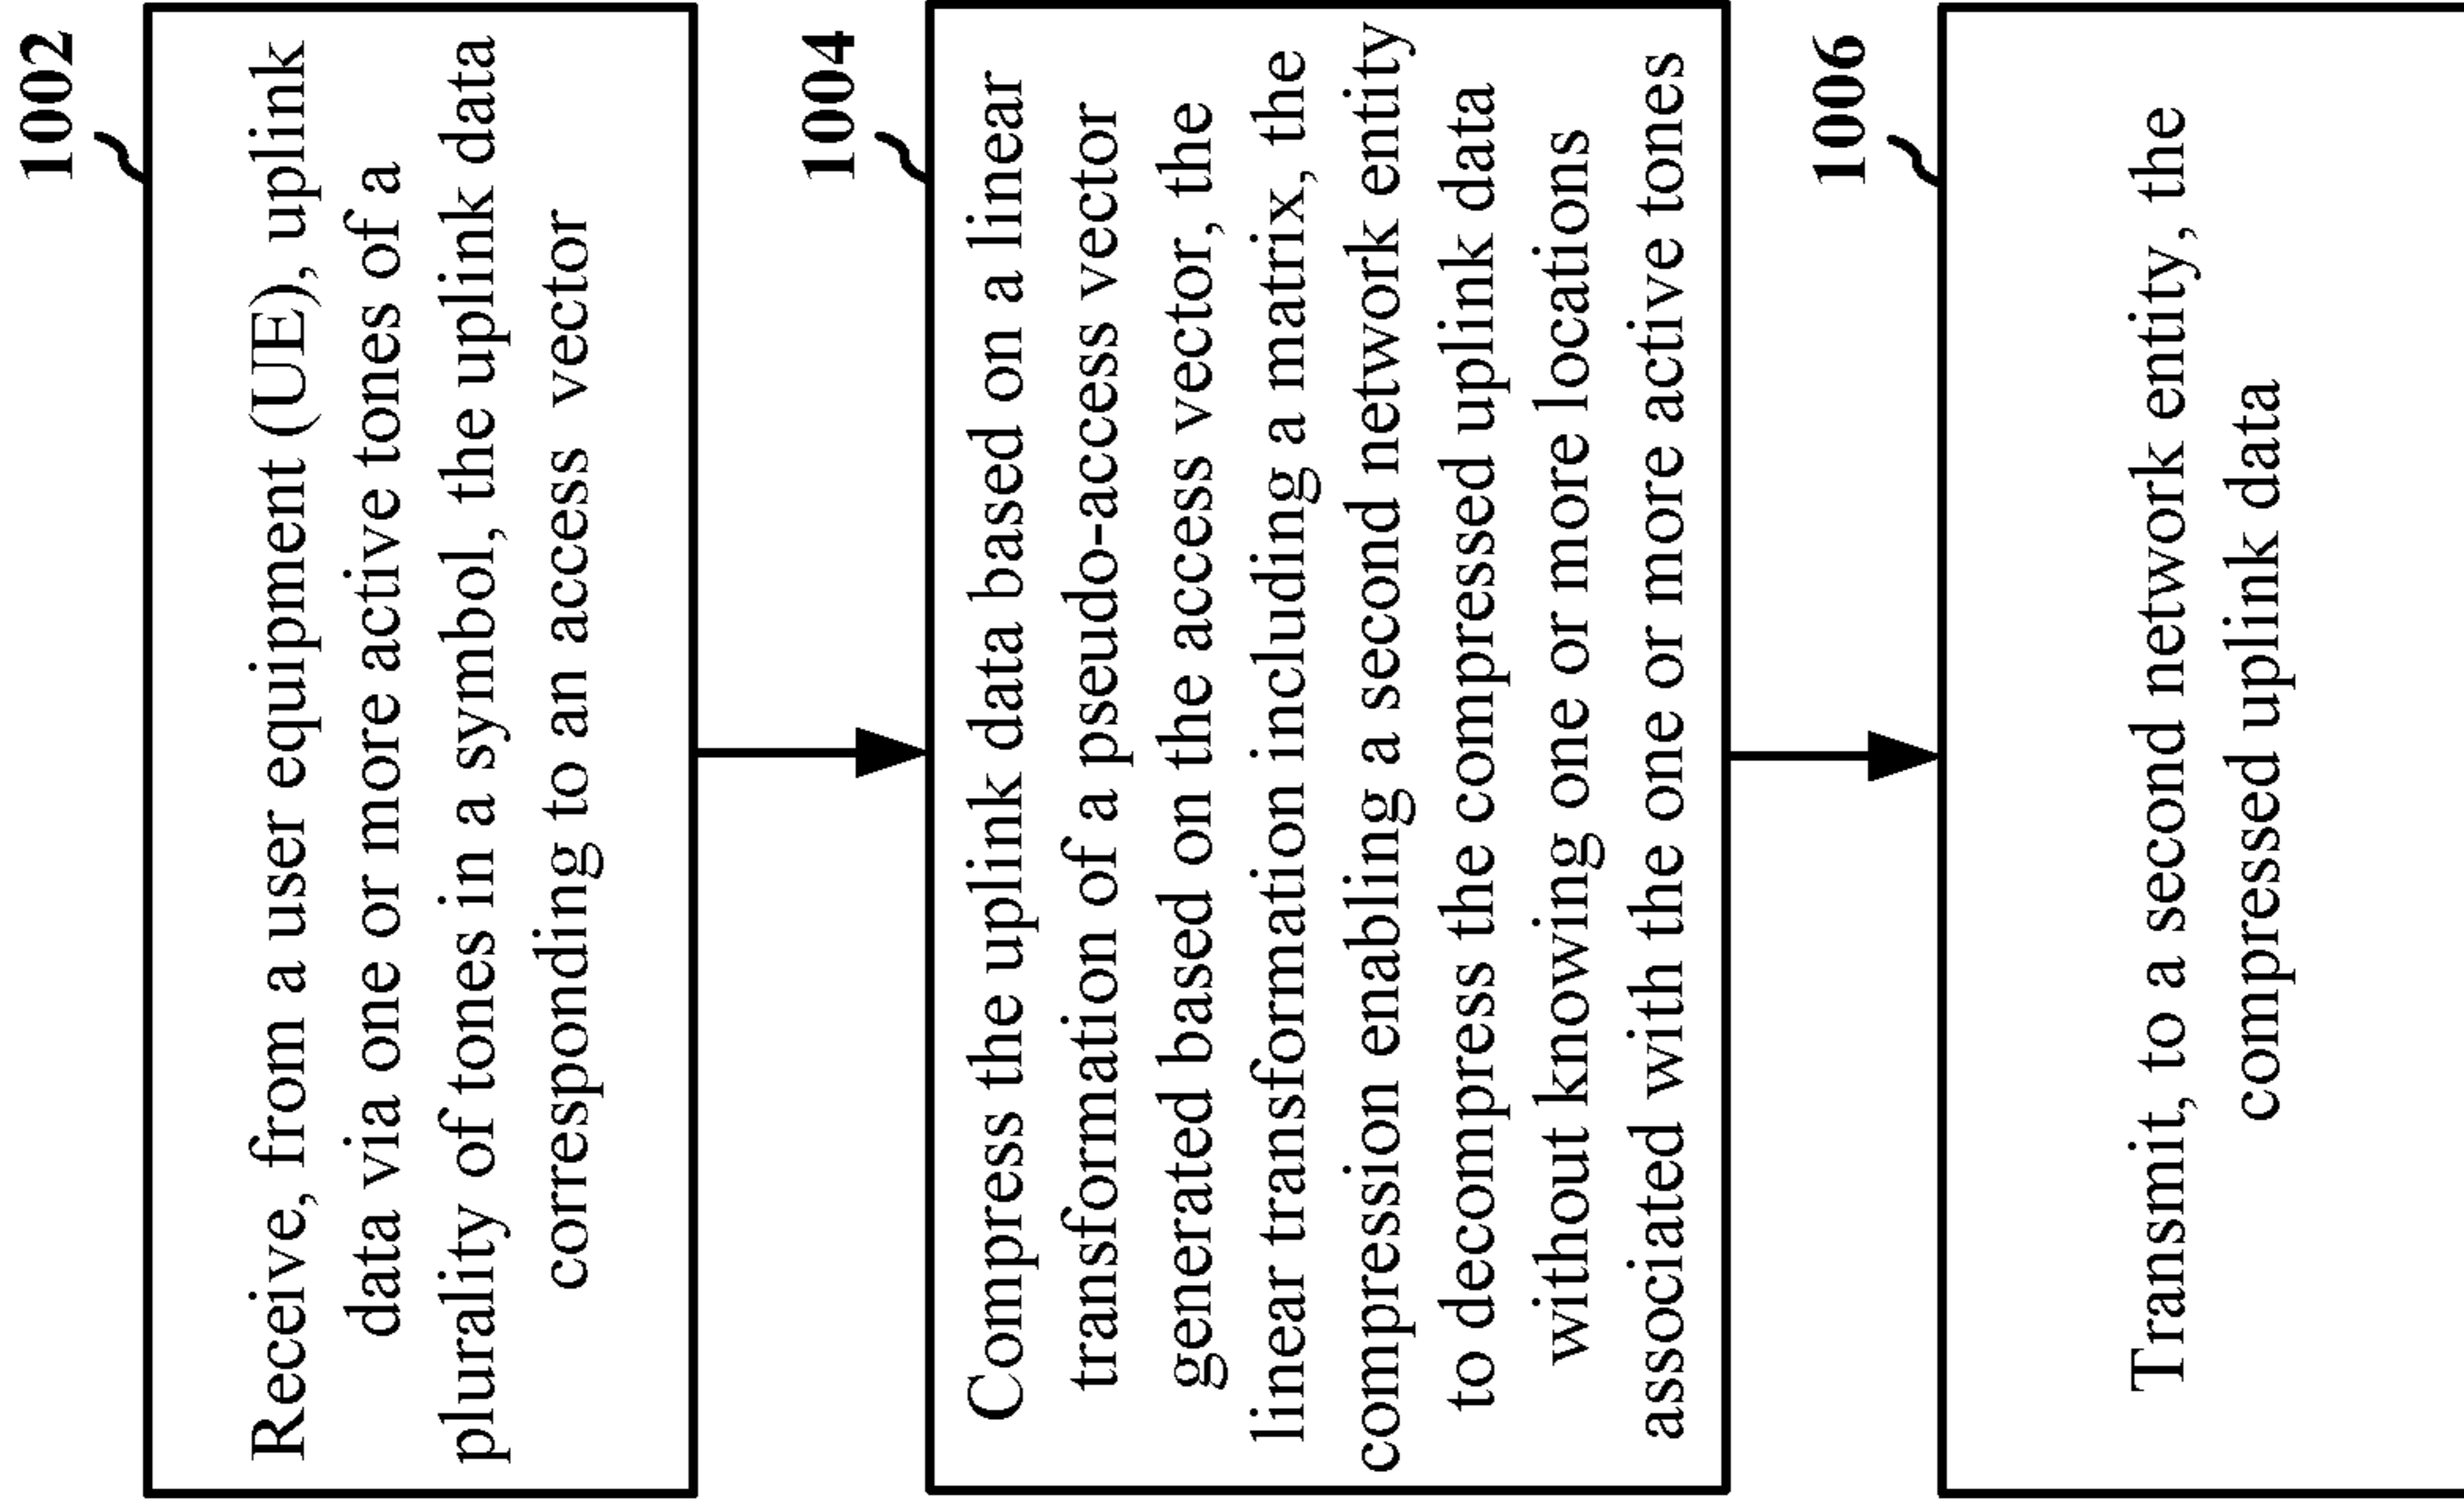 1002
Receive, from a user equipment (UE), uplink
data via one or more active tones of a
plurality of tones in a symbol, the uplink data
corresponding to an access vector
1004
Compress the uplink data based on a linear
transformation of a pseudo-access vector
generated based on the access vector, the
linear transformation including a matrix, the
compression enabling a second network entity
to decompress the compressed uplink data
without knowing one or more locations
associated with the one or more active tones
1006
Transmit, to a second network entity, the
compressed uplink data